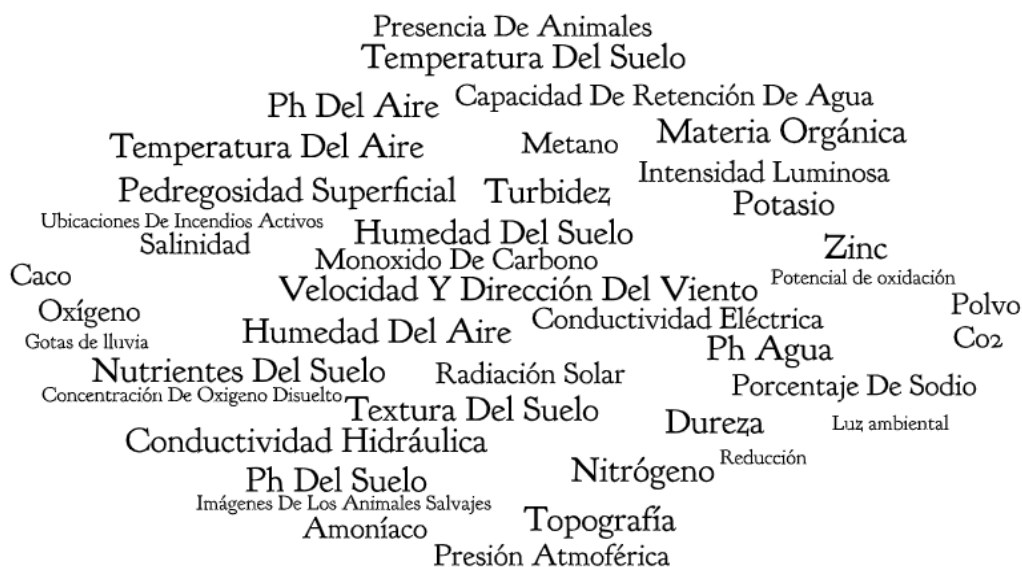 Presencia De Animales
Temperatura Del Suelo
Ph Del Aire
Capacidad De Retención De Agua
Temperatura Del Aire
Metano
Materia Orgánica
Pedregosidad Superficial
Turbidez
Intensidad Luminosa
Potasio
Ubicaciones De Incendios Activos
Salinidad
Humedad Del Suelo
Zinc
Monoxido De Carbono
Caco
Velocidad Y Dirección Del Viento
Potencial de oxidación
Oxígeno
Polvo
Gotas de lluvia
Humedad Del Aire
Conductividad Eléctrica
Co2
Ph Agua
Nutrientes Del Suelo
Radiación Solar
Porcentaje De Sodio
Concentración De Oxigeno Disuelto
Textura Del Suelo
Dureza
Luz ambiental
Conductividad Hidráulica
Reducción
Ph Del Suelo
Nitrógeno
Imágenes De Los Animales Salvajes
Amoníaco
Topografía
Presión Atmoférica